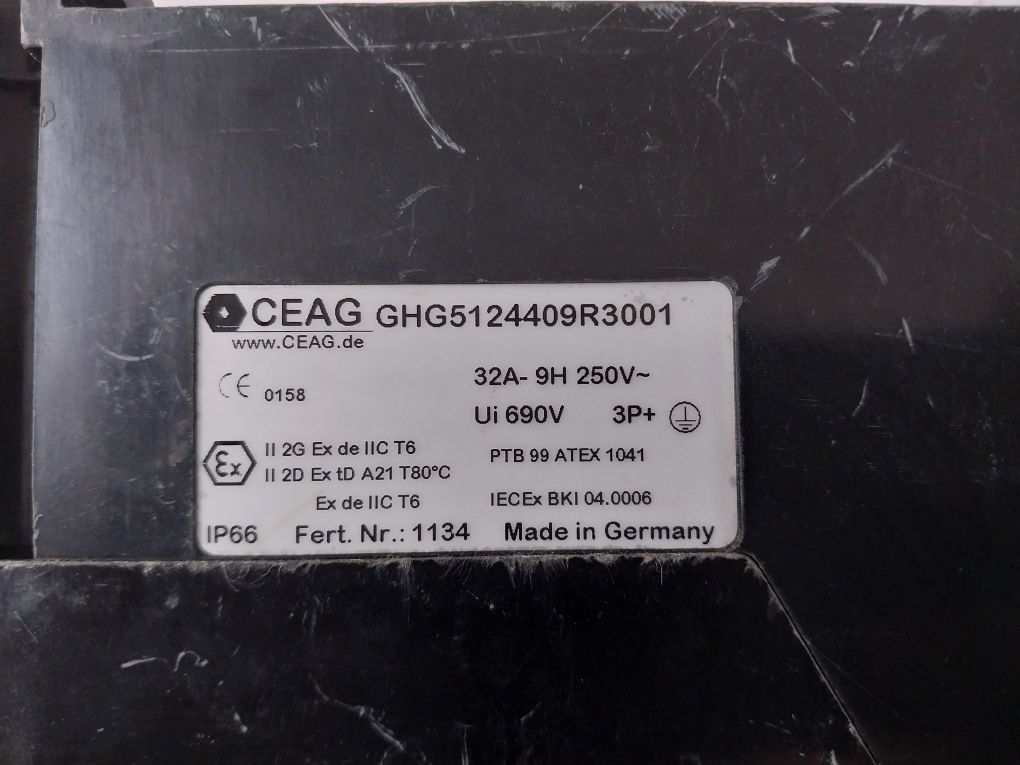 CEAG GHG5124409R3001
www.CEAG.de
CE 0158
32A- 9H 250V~
Ui 690V 3P+
Ex II 2G Ex de IIC T6
II 2D Ex tD A21 T80°C
PTB 99 ATEX 1041
Ex de IIC T6 IECEx BKI 04.0006
IP66 Fert. Nr.: 1134 Made in Germany